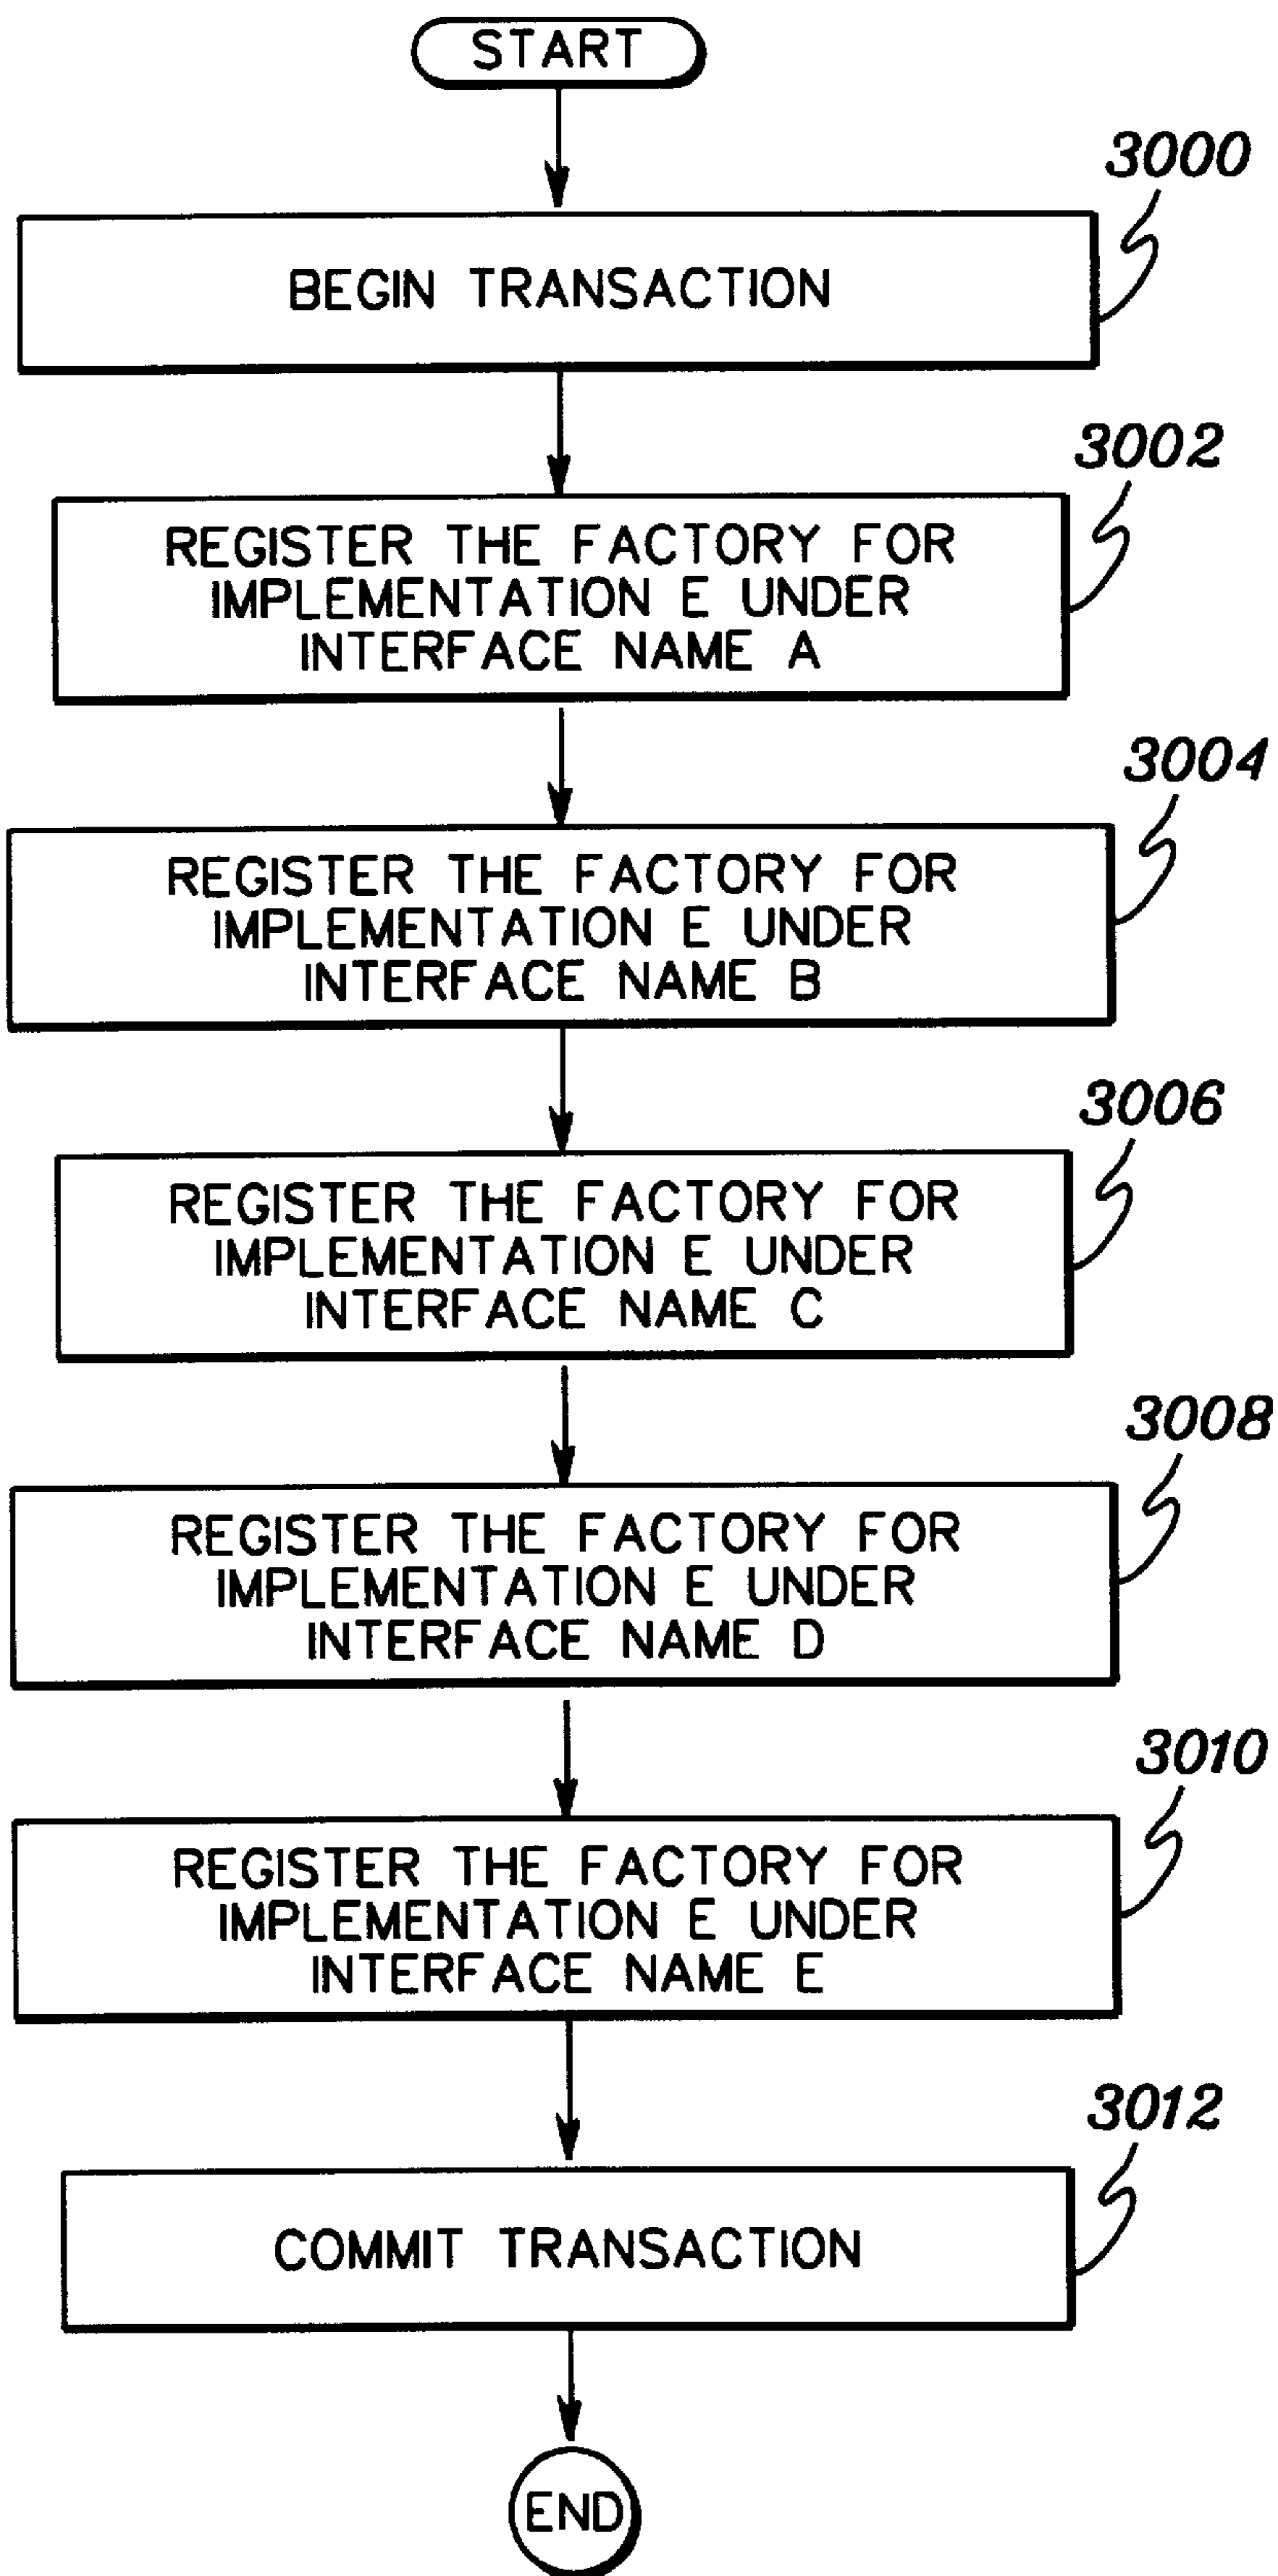 START
3000
BEGIN TRANSACTION
3002
REGISTER THE FACTORY FOR
IMPLEMENTATION E UNDER
INTERFACE NAME A
3004
REGISTER THE FACTORY FOR
IMPLEMENTATION E UNDER
INTERFACE NAME B
3006
REGISTER THE FACTORY FOR
IMPLEMENTATION E UNDER
INTERFACE NAME C
3008
REGISTER THE FACTORY FOR
IMPLEMENTATION E UNDER
INTERFACE NAME D
3010
REGISTER THE FACTORY FOR
IMPLEMENTATION E UNDER
INTERFACE NAME E
3012
COMMIT TRANSACTION
END